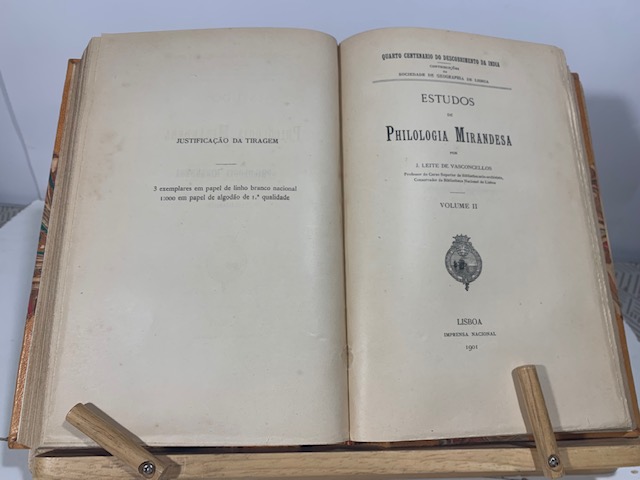 JUSTIFICAÇÃO DA TIRAGEM
3 exemplares em papel de linho branco nacional
1:000 em papel de algodão de 1.ª qualidade
QUARTO CENTENARIO DO DESCOBRIMENTO DA INDIA
CONTRIBUIÇÕES
DA
SOCIEDADE DE GEOGRAPHIA DE LISBOA
ESTUDOS
DE
PHILOLOGIA MIRANDESA
POR
J. LEITE DE VASCONCELLOS
Professor do Curso Superior de Bibliothecario-archivista,
Conservador da Bibliotheca Nacional de Lisboa
VOLUME II
LISBOA
IMPRENSA NACIONAL
1901